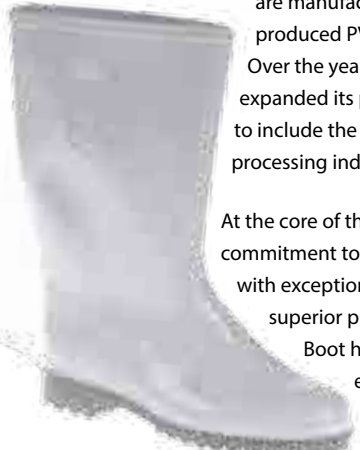 are manufac
produced PV
Over the yea
expanded its p
to include the
processing ind
At the core of th
commitment to
with exception
superior p
Boot h
e